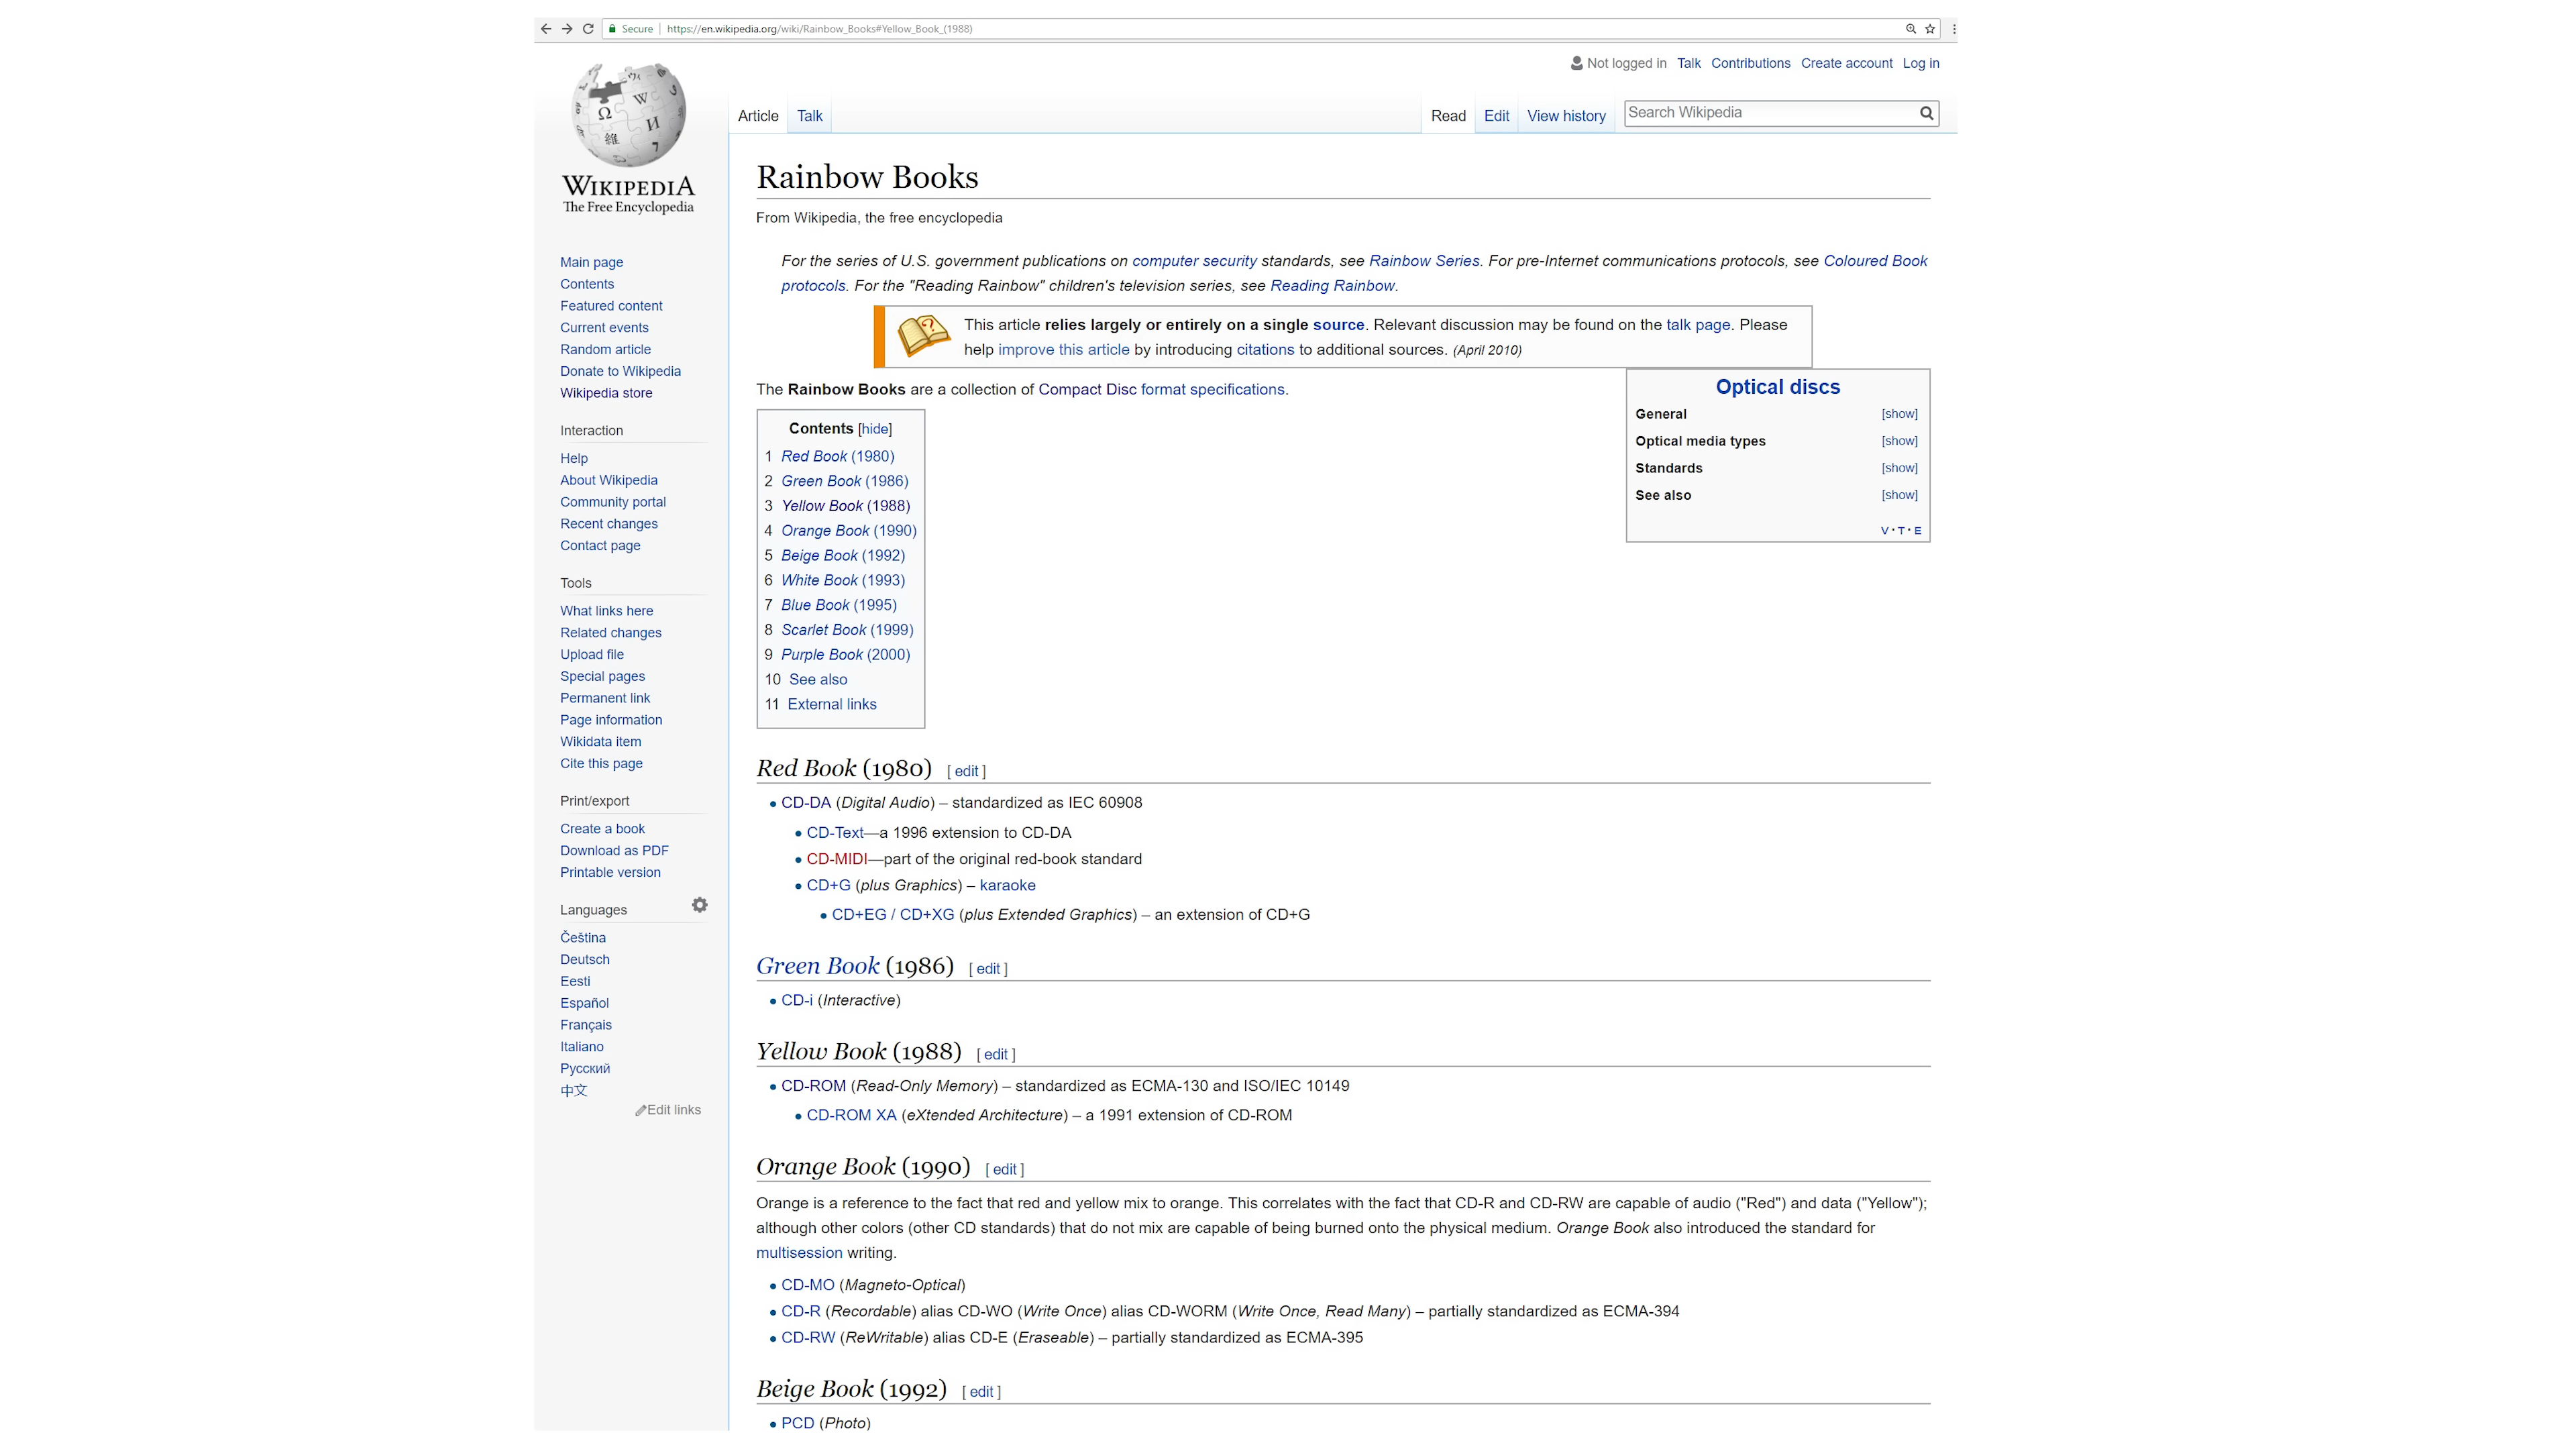 Secure https://en.wikipedia.org/wiki/Rainbow_Books#Yellow_Book_(1988)
Not logged in Talk Contributions Create account Log in
Article Talk Read Edit View history Search Wikipedia
WIKIPEDIA
The Free Encyclopedia
Main page
Contents
Featured content
Current events
Random article
Donate to Wikipedia
Wikipedia store
Interaction
Help
About Wikipedia
Community portal
Recent changes
Contact page
Tools
What links here
Related changes
Upload file
Special pages
Permanent link
Page information
Wikidata item
Cite this page
Print/export
Create a book
Download as PDF
Printable version
Languages
Čeština
Deutsch
Eesti
Español
Français
Italiano
Русский
中文
Edit links
Rainbow Books
From Wikipedia, the free encyclopedia
For the series of U.S. government publications on computer security standards, see Rainbow Series. For pre-Internet communications protocols, see Coloured Book
protocols. For the "Reading Rainbow" children's television series, see Reading Rainbow.
This article relies largely or entirely on a single source. Relevant discussion may be found on the talk page. Please
help improve this article by introducing citations to additional sources. (April 2010)
The Rainbow Books are a collection of Compact Disc format specifications.
Optical discs
General [show]
Optical media types [show]
Standards [show]
See also [show]
V · T · E
Contents [hide]
1 Red Book (1980)
2 Green Book (1986)
3 Yellow Book (1988)
4 Orange Book (1990)
5 Beige Book (1992)
6 White Book (1993)
7 Blue Book (1995)
8 Scarlet Book (1999)
9 Purple Book (2000)
10 See also
11 External links
Red Book (1980) [ edit ]
• CD-DA (Digital Audio) – standardized as IEC 60908
• CD-Text—a 1996 extension to CD-DA
• CD-MIDI—part of the original red-book standard
• CD+G (plus Graphics) – karaoke
• CD+EG / CD+XG (plus Extended Graphics) – an extension of CD+G
Green Book (1986) [ edit ]
• CD-i (Interactive)
Yellow Book (1988) [ edit ]
• CD-ROM (Read-Only Memory) – standardized as ECMA-130 and ISO/IEC 10149
• CD-ROM XA (eXtended Architecture) – a 1991 extension of CD-ROM
Orange Book (1990) [ edit ]
Orange is a reference to the fact that red and yellow mix to orange. This correlates with the fact that CD-R and CD-RW are capable of audio ("Red") and data ("Yellow");
although other colors (other CD standards) that do not mix are capable of being burned onto the physical medium. Orange Book also introduced the standard for
multisession writing.
• CD-MO (Magneto-Optical)
• CD-R (Recordable) alias CD-WO (Write Once) alias CD-WORM (Write Once, Read Many) – partially standardized as ECMA-394
• CD-RW (ReWritable) alias CD-E (Eraseable) – partially standardized as ECMA-395
Beige Book (1992) [ edit ]
• PCD (Photo)